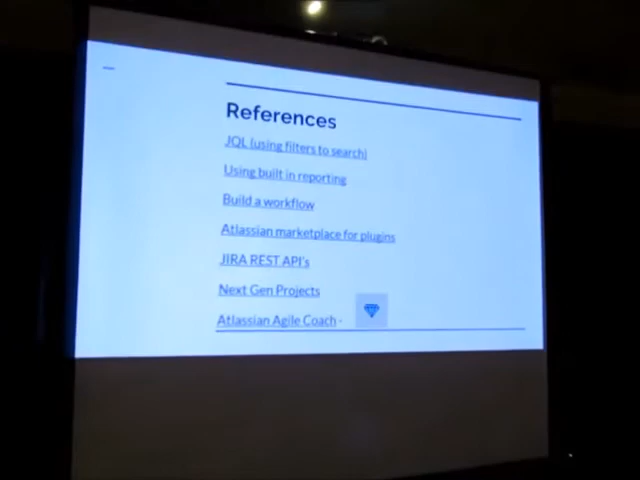 References
JQL (using filters to search)
Using built in reporting
Build a workflow
Atlassian marketplace for plugins
JIRA REST API's
Next Gen Projects
Atlassian Agile Coach -